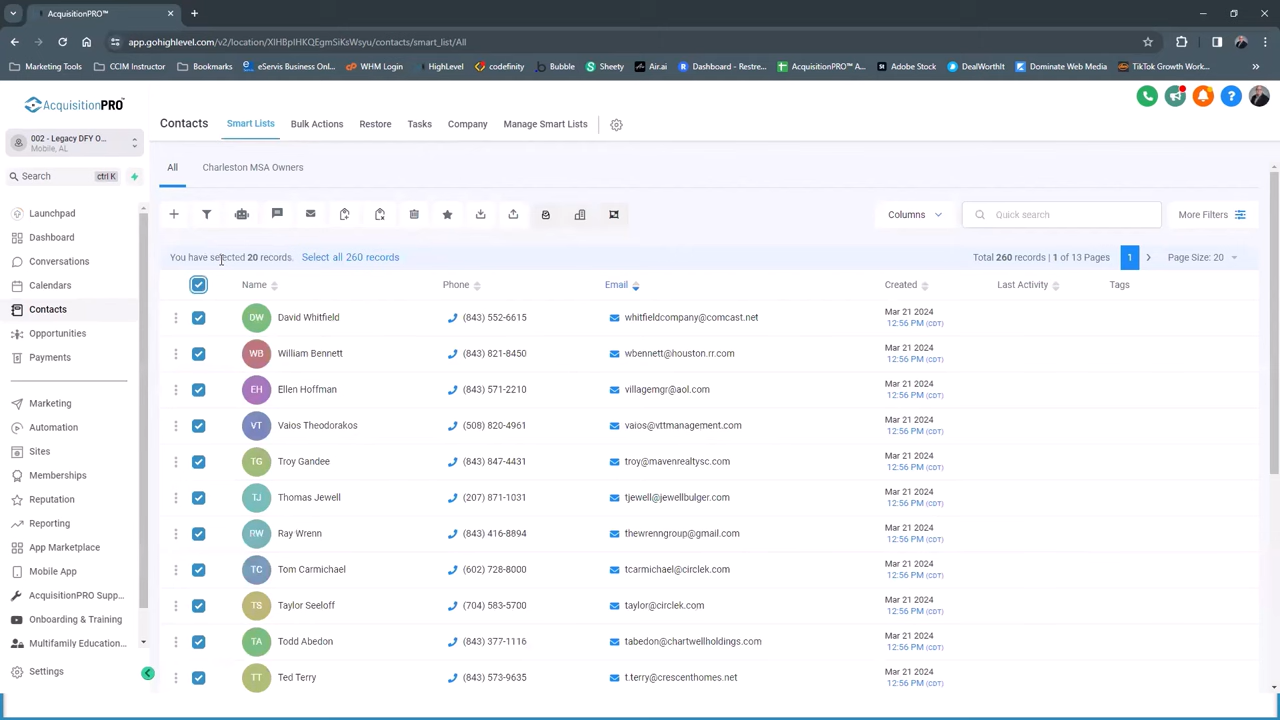 AcquisitionPRO™
app.gohighlevel.com/v2/location/XIHBpIHKQEgmSiKsWsyu/contacts/smart_list/All
Marketing Tools
CCIM Instructor
Bookmarks
eServis Business Onl...
WHM Login
HighLevel
codefinity
Bubble
Sheety
Air.ai
Dashboard - Restre...
AcquisitionPRO™ A...
Adobe Stock
DealWorthIt
Dominate Web Media
TikTok Growth Work...
AcquisitionPRO™
002 - Legacy DFY O...
Mobile, AL
Search
ctrl K
Launchpad
Dashboard
Conversations
Calendars
Contacts
Opportunities
Payments
Marketing
Automation
Sites
Memberships
Reputation
Reporting
App Marketplace
Mobile App
AcquisitionPRO Supp...
Onboarding & Training
Multifamily Education...
Settings
Contacts
Smart Lists
Bulk Actions
Restore
Tasks
Company
Manage Smart Lists
All
Charleston MSA Owners
Columns
Quick search
More Filters
You have selected 20 records.
Select all 260 records
Total 260 records | 1 of 13 Pages
1
Page Size: 20
Name
Phone
Email
Created
Last Activity
Tags
DW David Whitfield (843) 552-6615 whitfieldcompany@comcast.net Mar 21 2024
12:56 PM (CDT)
WB William Bennett (843) 821-8450 wbennett@houston.rr.com Mar 21 2024
12:56 PM (CDT)
EH Ellen Hoffman (843) 571-2210 villagemgr@aol.com Mar 21 2024
12:56 PM (CDT)
VT Vaios Theodorakos (508) 820-4961 vaios@vttmanagement.com Mar 21 2024
12:56 PM (CDT)
TG Troy Gandee (843) 847-4431 troy@mavenrealtysc.com Mar 21 2024
12:56 PM (CDT)
TJ Thomas Jewell (207) 871-1031 tjewell@jewellbulger.com Mar 21 2024
12:56 PM (CDT)
RW Ray Wrenn (843) 416-8894 thewrenngroup@gmail.com Mar 21 2024
12:56 PM (CDT)
TC Tom Carmichael (602) 728-8000 tcarmichael@circlek.com Mar 21 2024
12:56 PM (CDT)
TS Taylor Seeloff (704) 583-5700 taylor@circlek.com Mar 21 2024
12:56 PM (CDT)
TA Todd Abedon (843) 377-1116 tabedon@chartwellholdings.com Mar 21 2024
12:56 PM (CDT)
TT Ted Terry (843) 573-9635 t.terry@crescenthomes.net Mar 21 2024
12:56 PM (CDT)